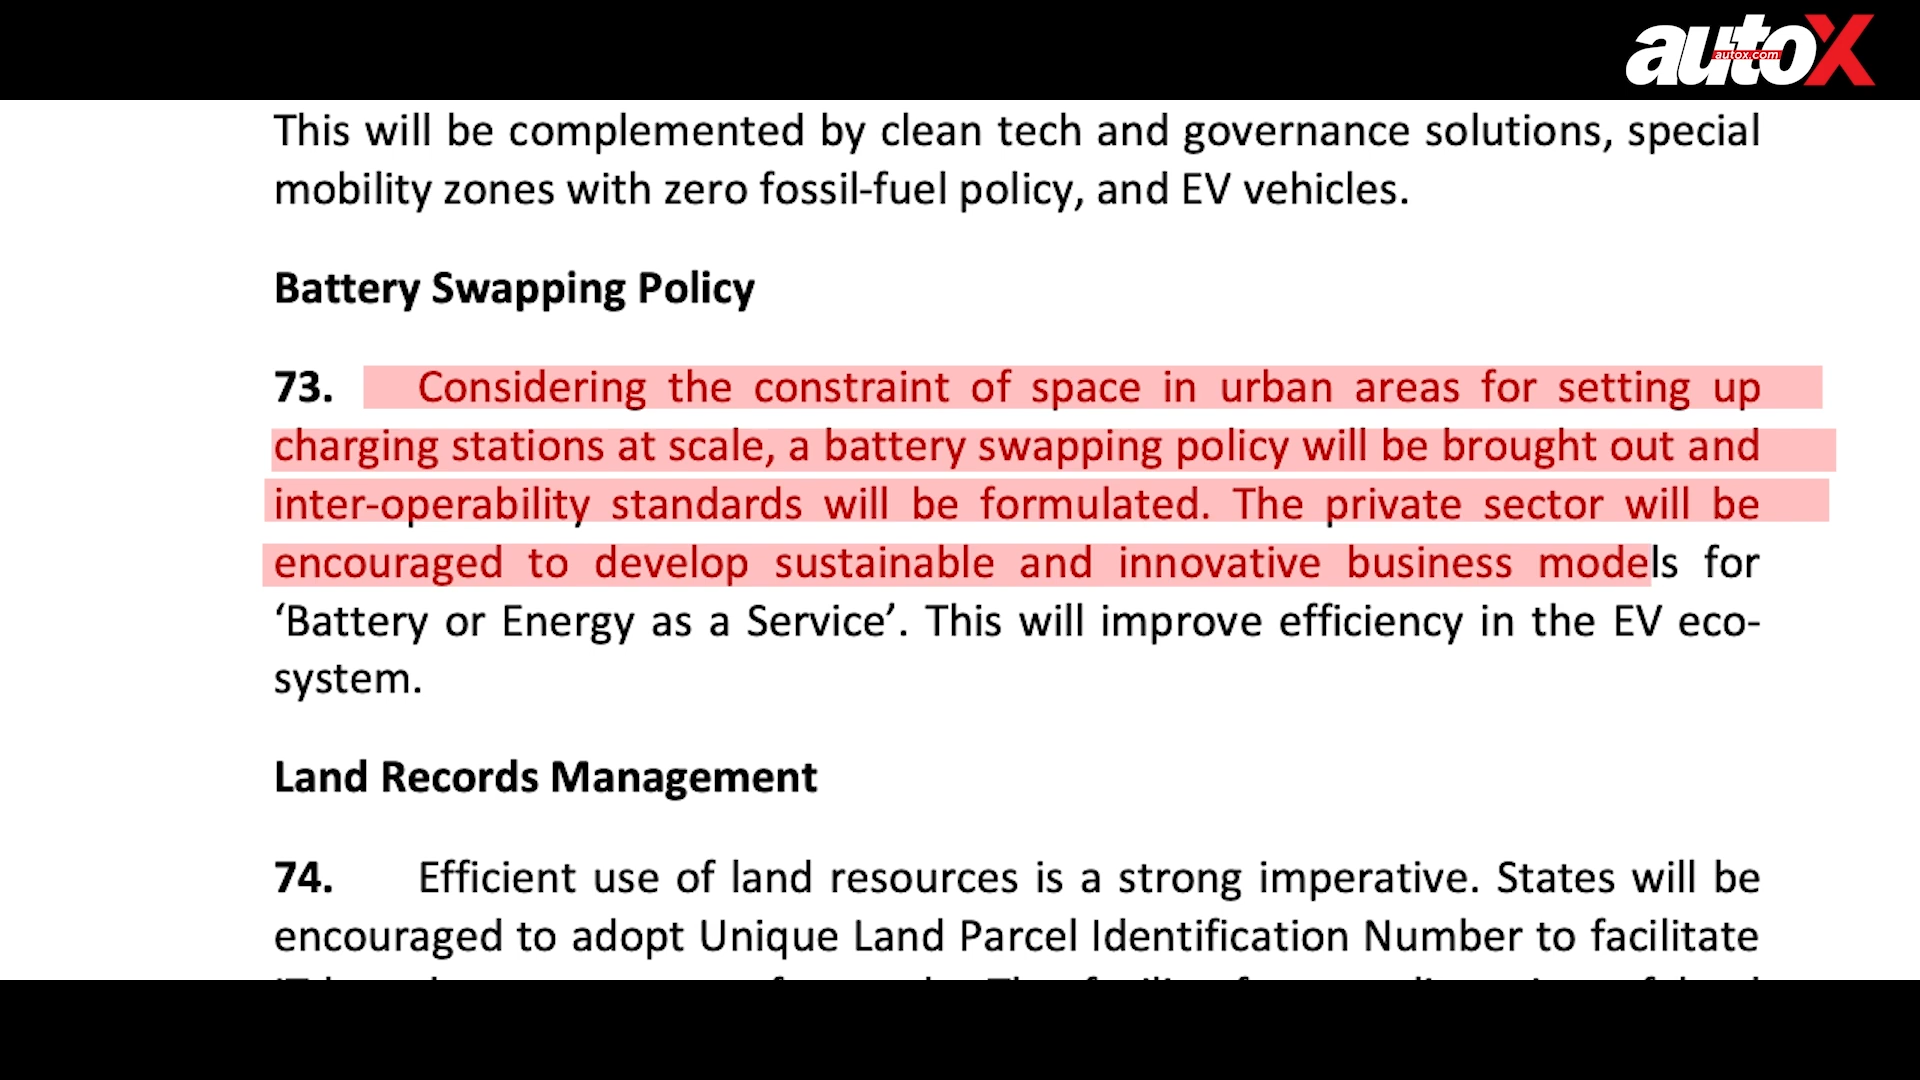 autoX
autox.com
This will be complemented by clean tech and governance solutions, special
mobility zones with zero fossil-fuel policy, and EV vehicles.
Battery Swapping Policy
73. Considering the constraint of space in urban areas for setting up
charging stations at scale, a battery swapping policy will be brought out and
inter-operability standards will be formulated. The private sector will be
encouraged to develop sustainable and innovative business models for
‘Battery or Energy as a Service’. This will improve efficiency in the EV eco-
system.
Land Records Management
74. Efficient use of land resources is a strong imperative. States will be
encouraged to adopt Unique Land Parcel Identification Number to facilitate